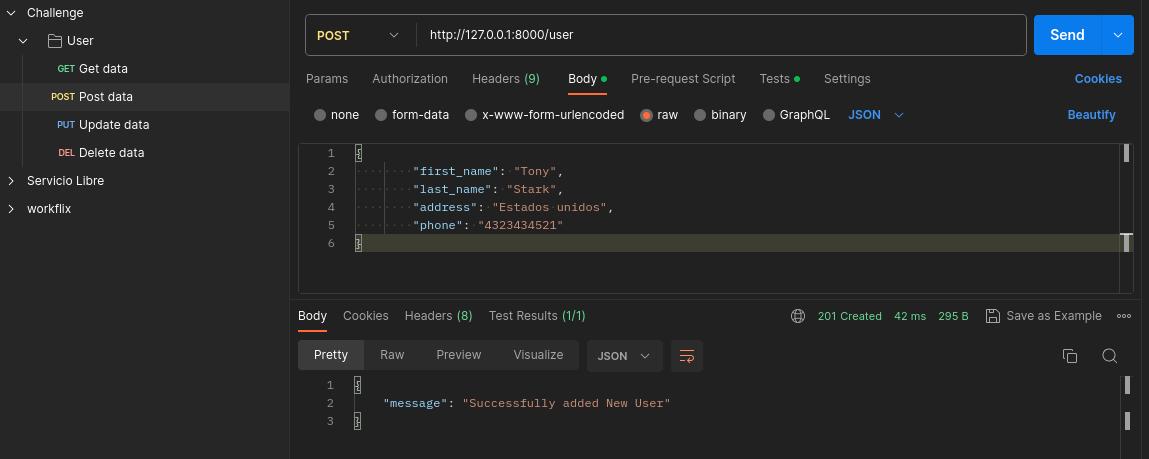 Challenge
User
GET Get data
POST Post data
PUT Update data
DEL Delete data
Servicio Libre
workflix
POST http://127.0.0.1:8000/user Send
Params Authorization Headers (9) Body Pre-request Script Tests Settings Cookies
none form-data x-www-form-urlencoded raw binary GraphQL JSON Beautify
1 {
2 "first_name": "Tony",
3 "last_name": "Stark",
4 "address": "Estados unidos",
5 "phone": "4323434521"
6 }
Body Cookies Headers (8) Test Results (1/1) 201 Created 42 ms 295 B Save as Example
Pretty Raw Preview Visualize JSON
1 {
2 "message": "Successfully added New User"
3 }